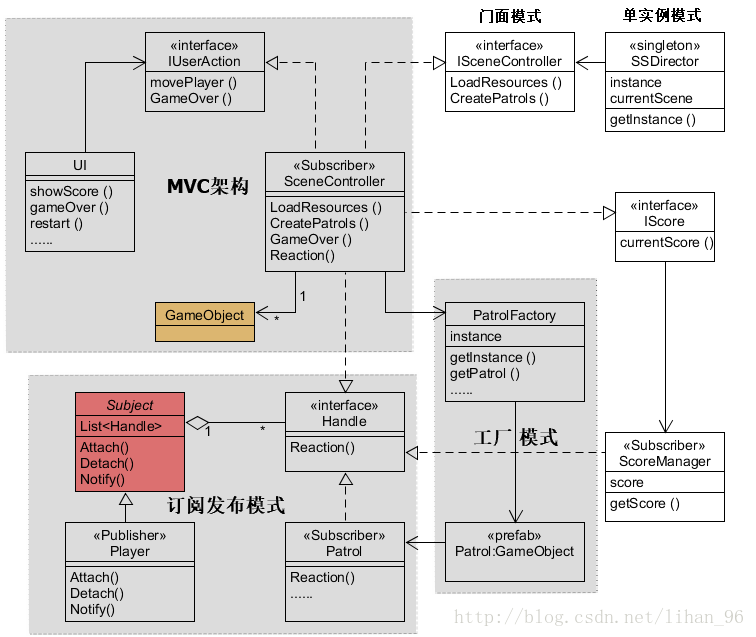 门面模式
单实例模式
«interface»
IUserAction
movePlayer ()
GameOver ()
«interface»
ISceneController
LoadResources ()
CreatePatrols ()
«singleton»
SSDirector
instance
currentScene
getInstance ()
UI
showScore ()
gameOver ()
restart ()
......
MVC架构
«Subscriber»
SceneController
LoadResources ()
CreatePatrols ()
GameOver ()
Reaction()
«interface»
IScore
currentScore ()
1
*
GameObject
PatrolFactory
instance
getInstance ()
getPatrol ()
......
Subject
List<Handle>
Attach()
Detach()
Notify()
1
*
«interface»
Handle
Reaction()
工厂 模式
«Subscriber»
ScoreManager
score
getScore ()
订阅发布模式
«Publisher»
Player
Attach()
Detach()
Notify()
«Subscriber»
Patrol
Reaction()
......
«prefab»
Patrol:GameObject
http://blog.csdn.net/lihan_96